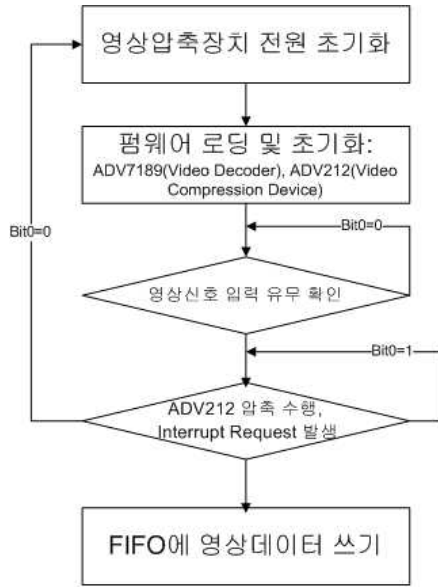 영상압축장치 전원 초기화
펌웨어 로딩 및 초기화:
ADV7189(Video Decoder), ADV212(Video
Compression Device)
Bit0=0
Bit0=0
영상신호 입력 유무 확인
Bit0=1
ADV212 압축 수행,
Interrupt Request 발생
FIFO에 영상데이터 쓰기